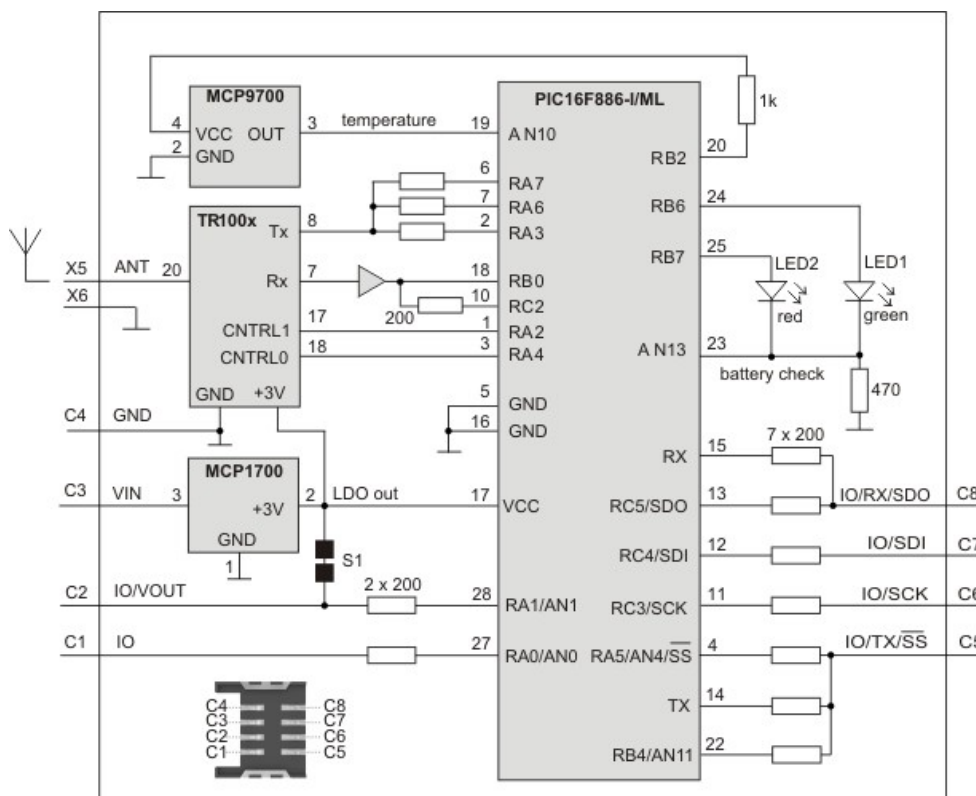 MCP9700
4 VCC OUT 3 temperature
2 GND
PIC16F886-I/ML
19 AN10
1k
RB2 20
6 RA7
7 RA6
2 RA3
RB6 24
RB7 25
LED2
red
LED1
green
TR100x
Tx 8
X5 ANT 20
X6
Rx 7
18 RB0
10 RC2
200
CNTRL1 17
1 RA2
CNTRL0 18
3 RA4
GND +3V
AN13 23
battery check
470
5 GND
16 GND
C4 GND
MCP1700
C3 VIN 3
+3V 2 LDO out
GND
1
17 VCC
S1
RX 15
7 x 200
RC5/SDO 13
IO/RX/SDO C8
RC4/SDI 12 IO/SDI C7
C2 IO/VOUT 2 x 200 28 RA1/AN1
RC3/SCK 11 IO/SCK C6
C1 IO 27 RA0/AN0
RA5/AN4/S̅S̅ 4 IO/TX/S̅S̅ C5
TX 14
RB4/AN11 22
C4 C8
C3 C7
C2 C6
C1 C5